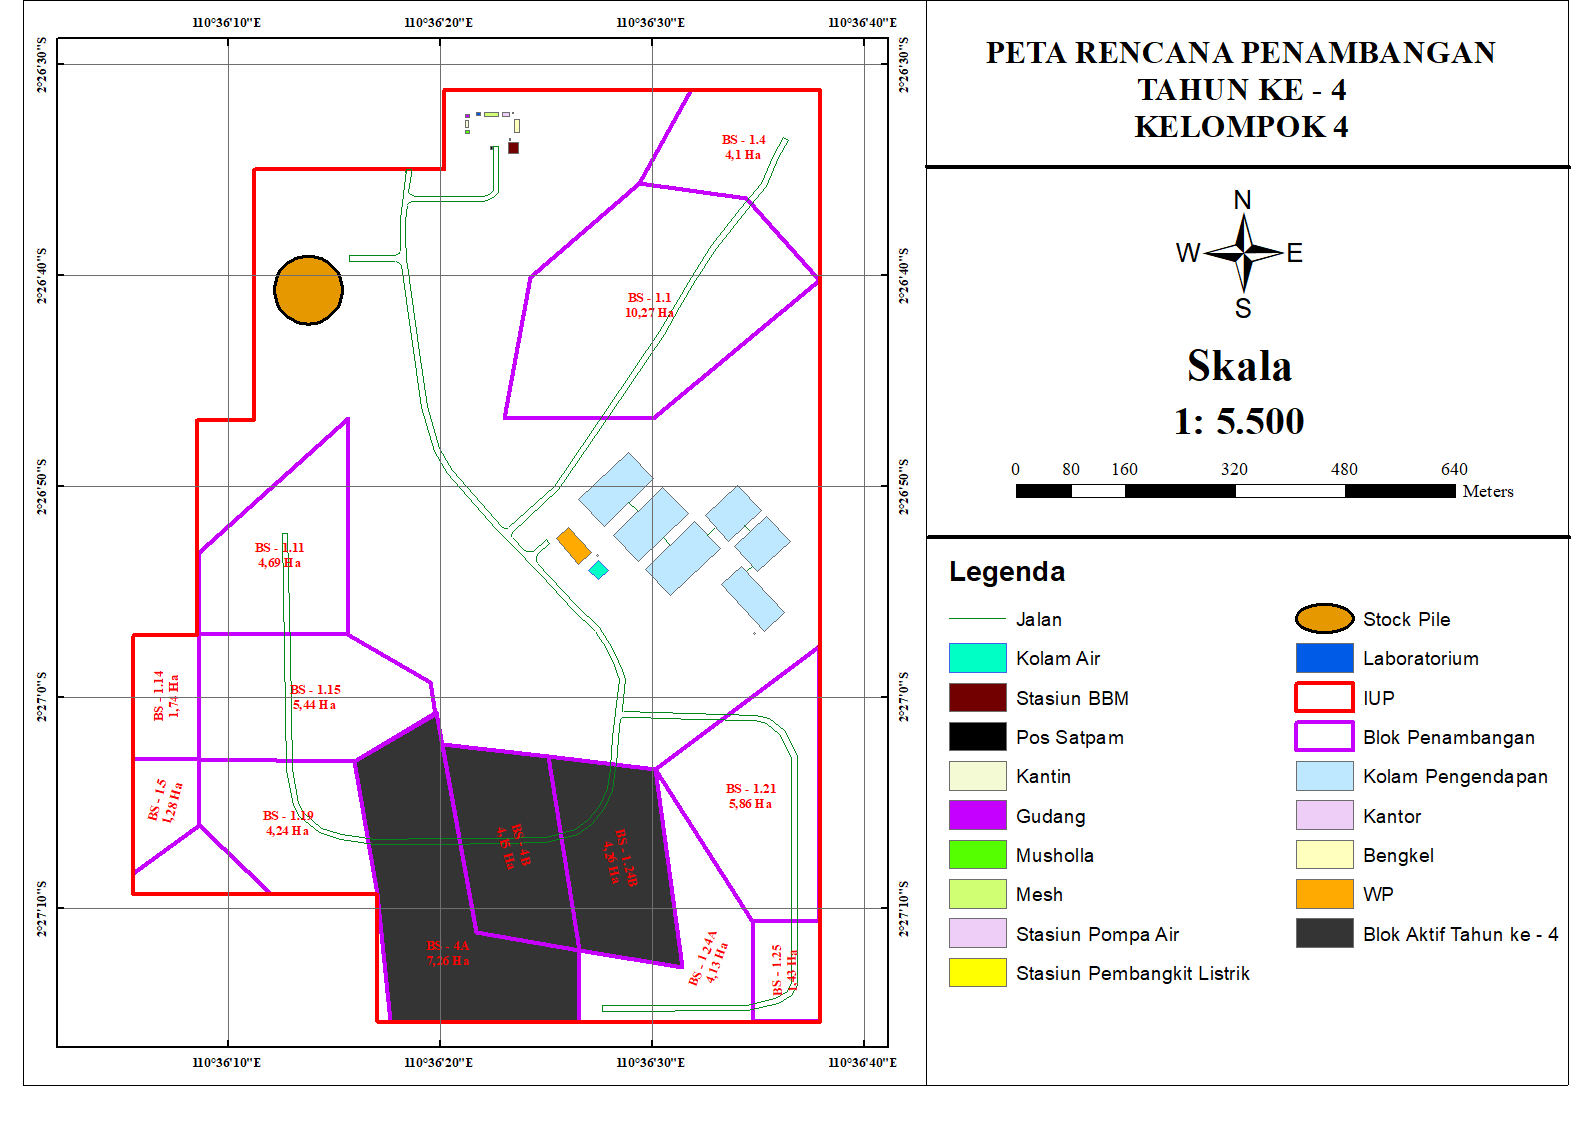 110°36'10"E
110°36'20"E
110°36'30"E
110°36'40"E
2°26'30"S
2°26'40"S
2°26'50"S
2°27'0"S
2°27'10"S
2°26'30"S
2°26'40"S
2°26'50"S
2°27'0"S
2°27'10"S
BS - 1.4
4,1 Ha
BS - 1.1
10,27 Ha
BS - 1.11
4,69 Ha
BS - 1.14
1,74 Ha
BS - 1.15
5,44 Ha
BS - 1.5
1,28 Ha
BS - 1.19
4,24 Ha
BS - 1.21
5,86 Ha
BS - 4B
4,15 Ha
BS - 1.24B
4,26 Ha
BS - 4A
7,26 Ha
BS - 1.24A
4,13 Ha
BS - 1.25
1,43 Ha
110°36'10"E
110°36'20"E
110°36'30"E
110°36'40"E
PETA RENCANA PENAMBANGAN
TAHUN KE - 4
KELOMPOK 4
N
W
E
S
Skala
1: 5.500
0 80 160 320 480 640
Meters
Legenda
Jalan
Kolam Air
Stasiun BBM
Pos Satpam
Kantin
Gudang
Musholla
Mesh
Stasiun Pompa Air
Stasiun Pembangkit Listrik
Stock Pile
Laboratorium
IUP
Blok Penambangan
Kolam Pengendapan
Kantor
Bengkel
WP
Blok Aktif Tahun ke - 4